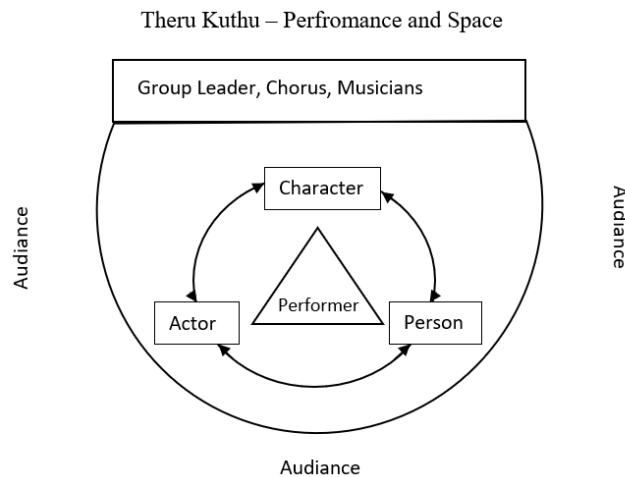 Theru Kuthu – Perfromance and Space
Group Leader, Chorus, Musicians
Character
Audiance
Audiance
Performer
Actor
Person
Audiance